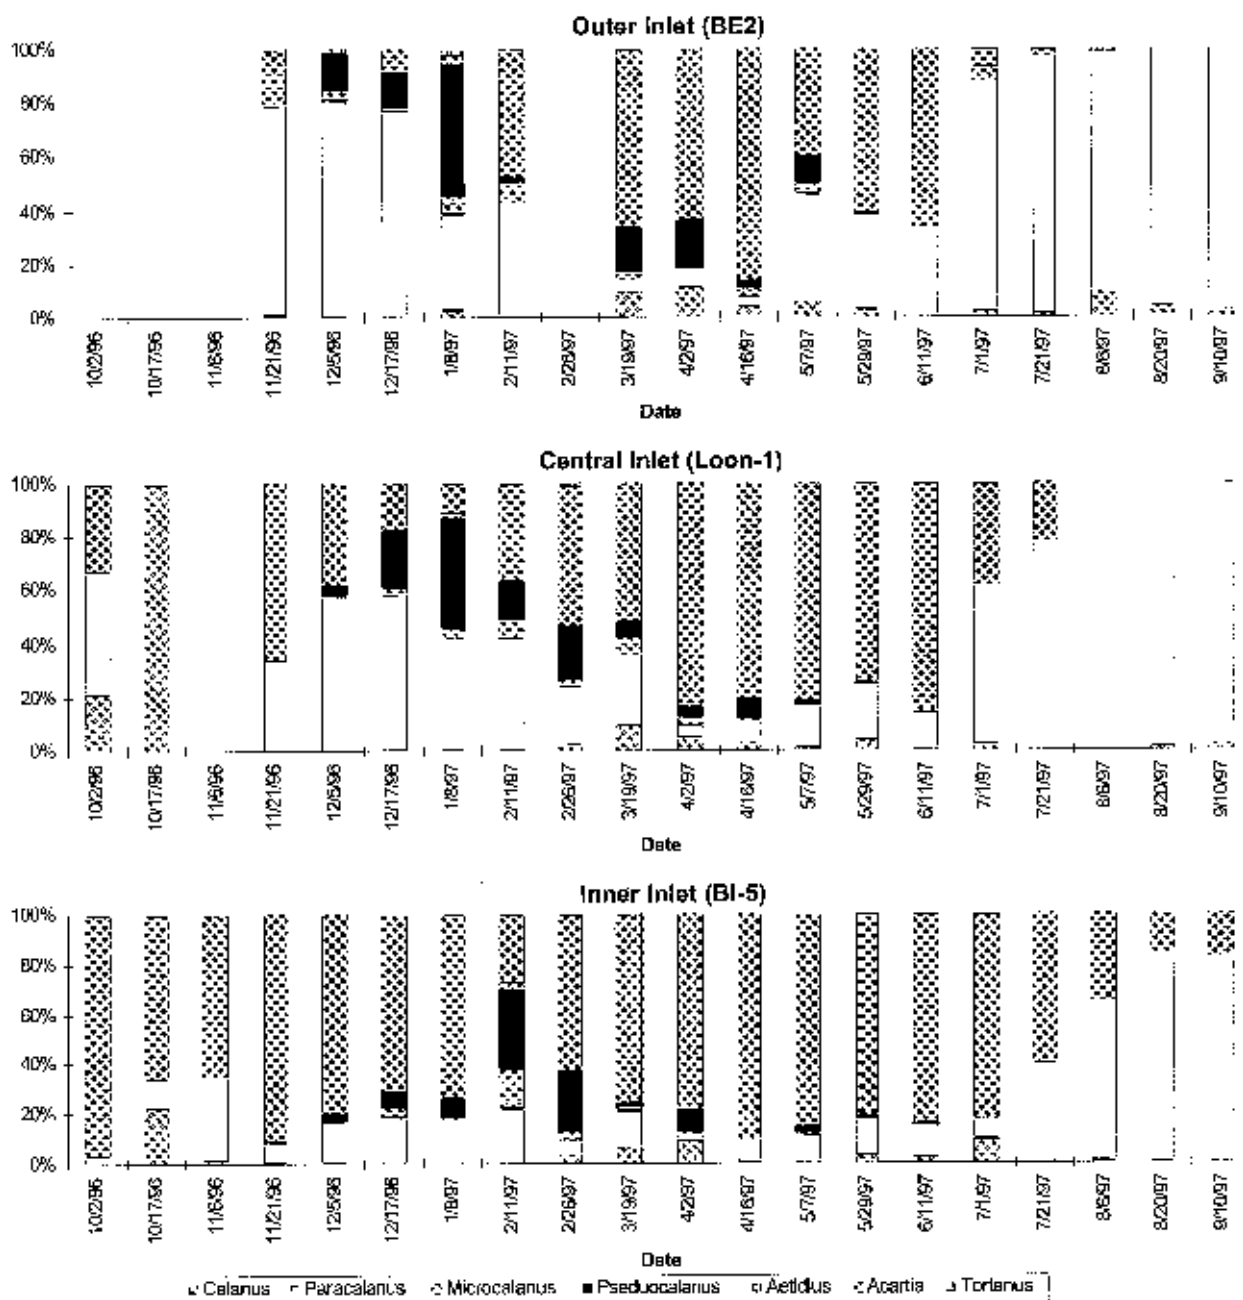 Outer Inlet (BE2)
100%
80%
60%
40%
20%
0%
10/2/96 10/17/96 11/6/96 11/21/96 12/5/96 12/17/96 1/8/97 2/11/97 2/26/97 3/19/97 4/2/97 4/16/97 5/7/97 5/29/97 6/11/97 7/1/97 7/21/97 8/6/97 8/20/97 9/10/97
Date
Central Inlet (Loon-1)
100%
80%
60%
40%
20%
0%
10/2/96 10/17/96 11/6/96 11/21/96 12/5/96 12/17/96 1/8/97 2/11/97 2/26/97 3/19/97 4/2/97 4/16/97 5/7/97 5/29/97 6/11/97 7/1/97 7/21/97 8/6/97 8/20/97 9/10/97
Date
Inner Inlet (BI-5)
100%
80%
60%
40%
20%
0%
10/2/96 10/17/96 11/6/96 11/21/96 12/5/96 12/17/96 1/8/97 2/11/97 2/26/97 3/19/97 4/2/97 4/16/97 5/7/97 5/29/97 6/11/97 7/1/97 7/21/97 8/6/97 8/20/97 9/10/97
Date
Calanus Paracalanus Microcalanus Pseduocalanus Aetidius Acartia Tortanus